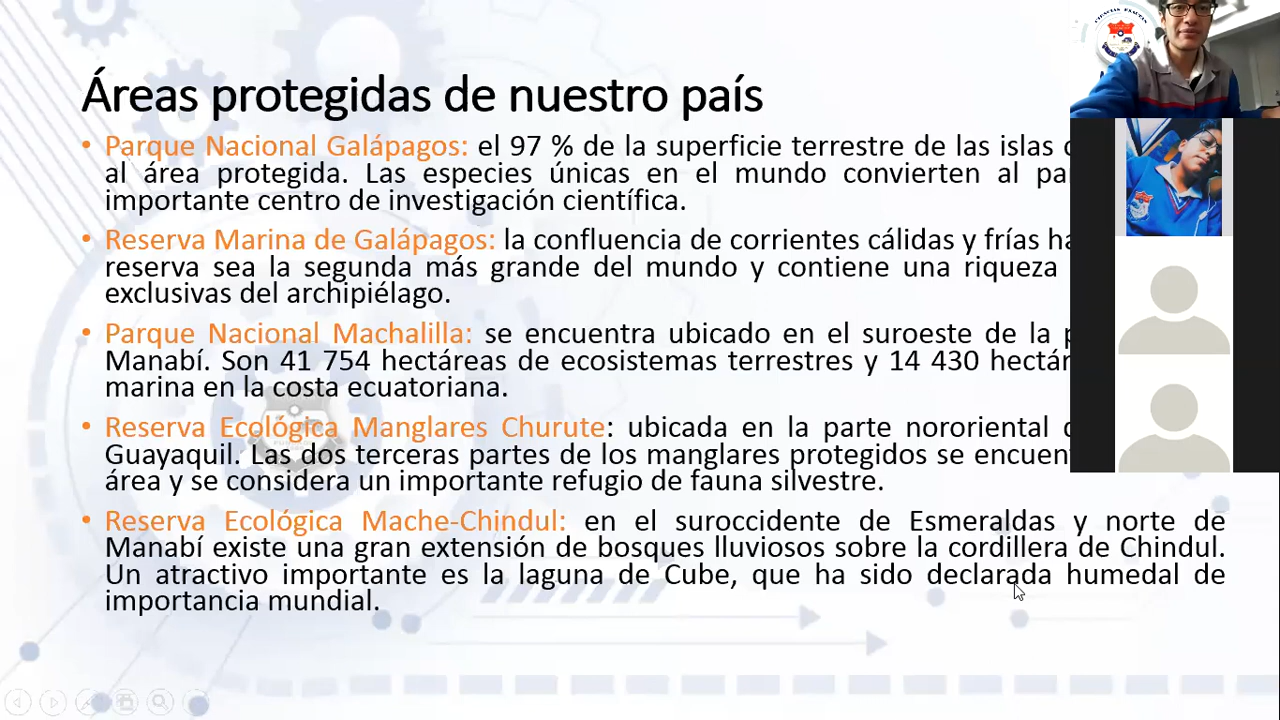 Áreas protegidas de nuestro país
• Parque Nacional Galápagos: el 97 % de la superficie terrestre de las islas
al área protegida. Las especies únicas en el mundo convierten al
importante centro de investigación científica.
• Reserva Marina de Galápagos: la confluencia de corrientes cálidas y frías
reserva sea la segunda más grande del mundo y contiene una riqueza
exclusivas del archipiélago.
• Parque Nacional Machalilla: se encuentra ubicado en el suroeste de la
Manabí. Son 41 754 hectáreas de ecosistemas terrestres y 14 430
marina en la costa ecuatoriana.
• Reserva Ecológica Manglares Churute: ubicada en la parte nororiental
Guayaquil. Las dos terceras partes de los manglares protegidos se
área y se considera un importante refugio de fauna silvestre.
• Reserva Ecológica Mache-Chindul: en el suroccidente de Esmeraldas y norte de
Manabí existe una gran extensión de bosques lluviosos sobre la cordillera de Chindul.
Un atractivo importante es la laguna de Cube, que ha sido declarada humedal de
importancia mundial.
CIENCIAS EXACTAS